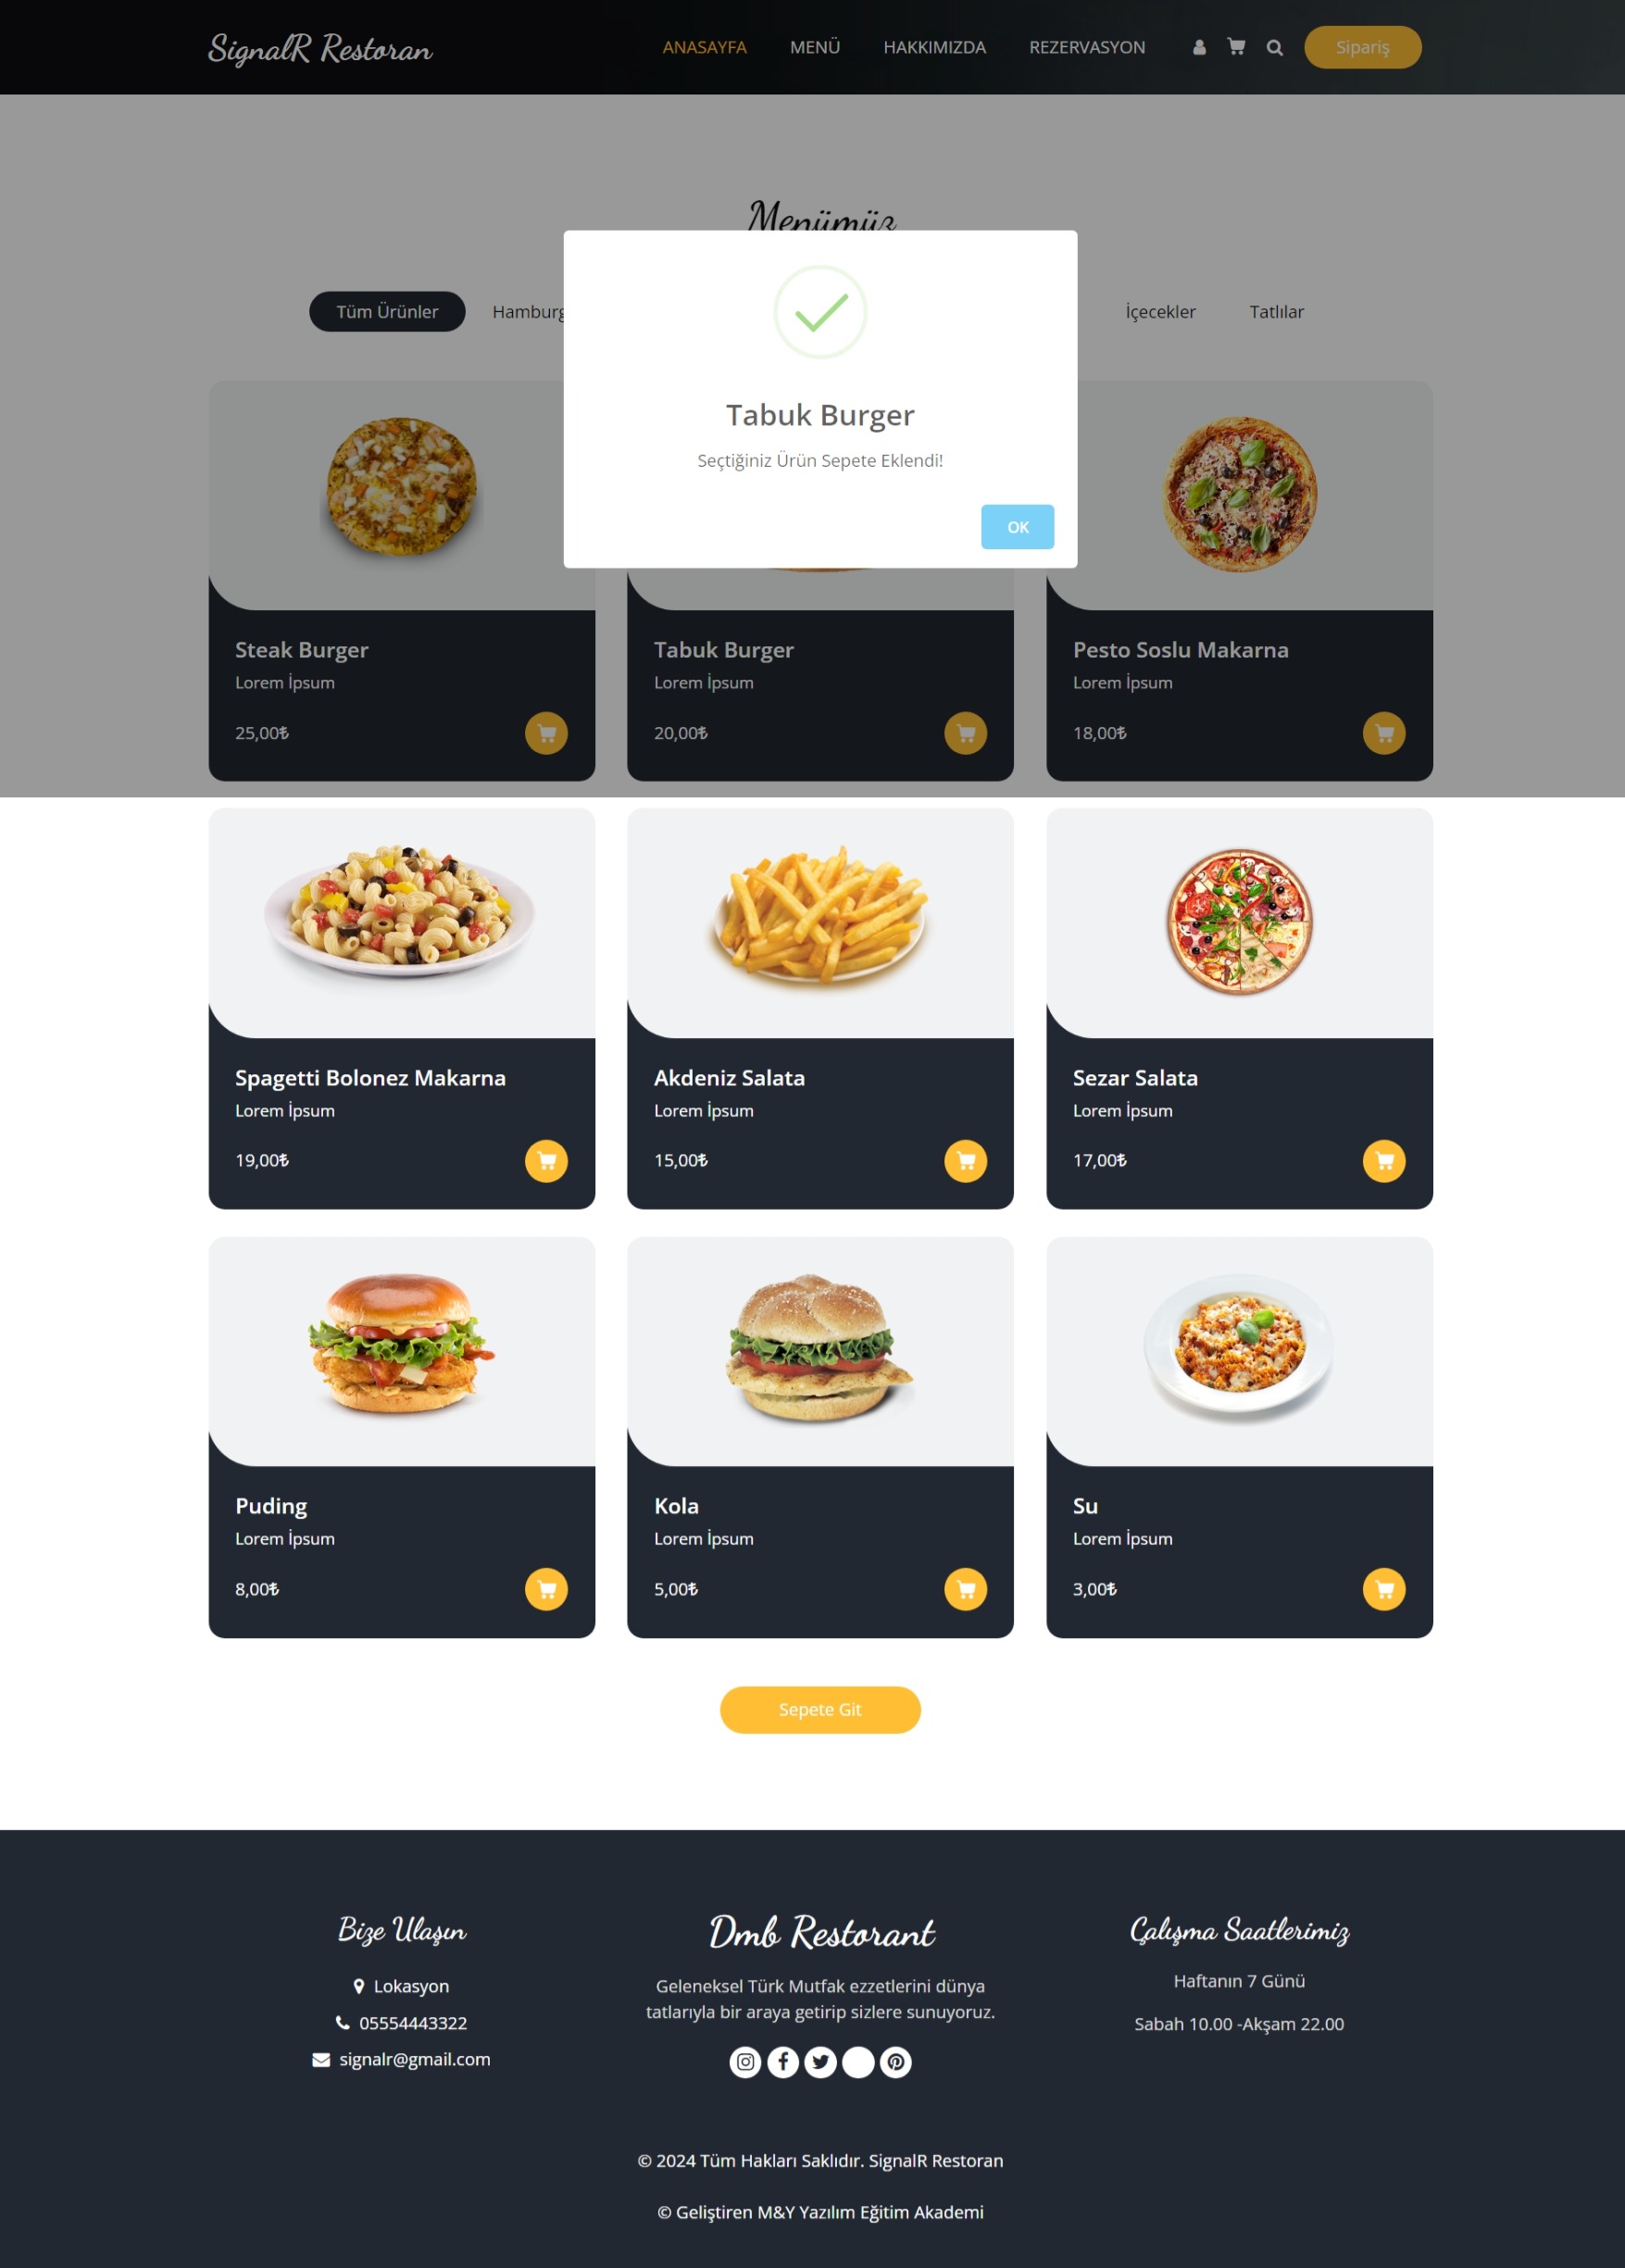 SignalR Restoran
ANASAYFA MENÜ HAKKIMIZDA REZERVASYON Sipariş
Menümüz
Tüm Ürünler İçecekler Tatlılar
Tabuk Burger
Seçtiğiniz Ürün Sepete Eklendi!
OK
Steak Burger
Lorem İpsum
25,00₺
Tabuk Burger
Lorem İpsum
20,00₺
Pesto Soslu Makarna
Lorem İpsum
18,00₺
Spagetti Bolonez Makarna
Lorem İpsum
19,00₺
Akdeniz Salata
Lorem İpsum
15,00₺
Sezar Salata
Lorem İpsum
17,00₺
Puding
Lorem İpsum
8,00₺
Kola
Lorem İpsum
5,00₺
Su
Lorem İpsum
3,00₺
Sepete Git
Bize Ulaşın
Lokasyon
05554443322
signalr@gmail.com
Dmb Restorant
Geleneksel Türk Mutfak ezzetlerini dünya
tatlarıyla bir araya getirip sizlere sunuyoruz.
Çalışma Saatlerimiz
Haftanın 7 Günü
Sabah 10.00 -Akşam 22.00
© 2024 Tüm Hakları Saklıdır. SignalR Restoran
© Geliştiren M&Y Yazılım Eğitim Akademi